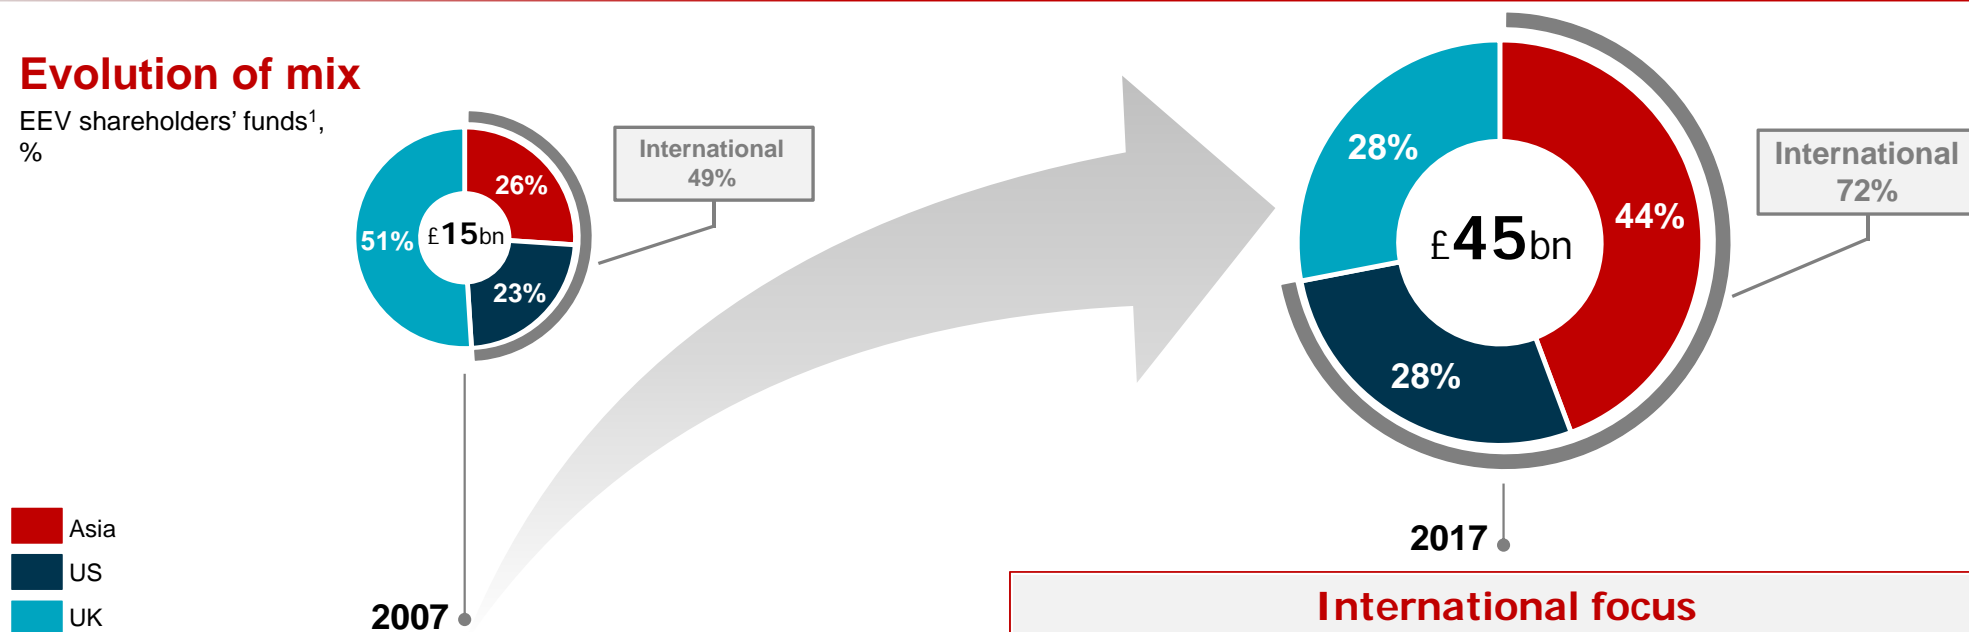 Evolution of mix
EEV shareholders’ funds¹,
%
26%
51%
£15bn
23%
International
49%
28%
44%
£45bn
28%
International
72%
Asia
US
UK
2007
2017
International focus